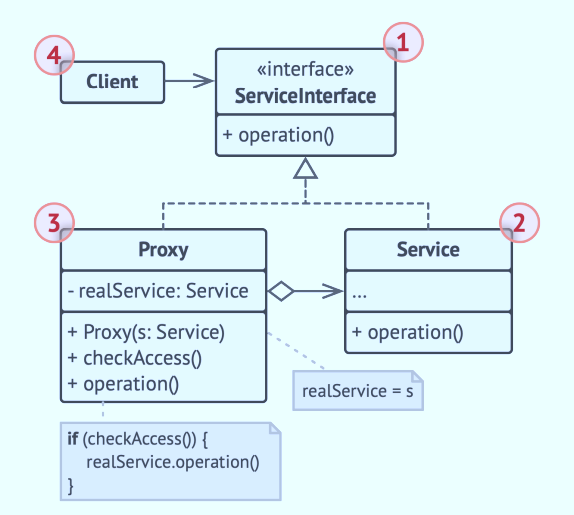 4
Client
1
«interface»
ServiceInterface
+ operation()
3
Proxy
- realService: Service
+ Proxy(s: Service)
+ checkAccess()
+ operation()
2
Service
...
+ operation()
realService = s
if (checkAccess()) {
realService.operation()
}